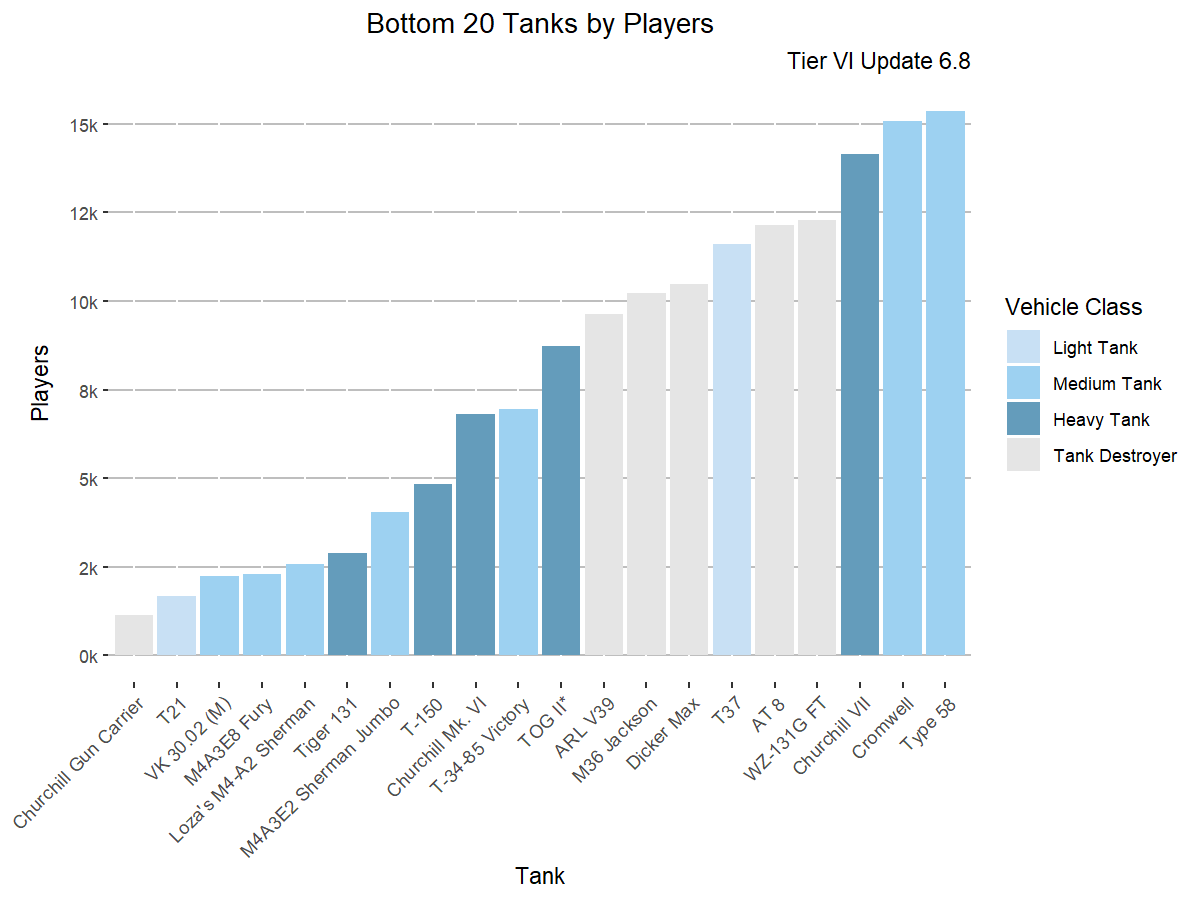 Bottom 20 Tanks by Players
Tier VI Update 6.8
Players
15k
12k
10k
8k
5k
2k
0k
Churchill Gun Carrier
T21
VK 30.02 (M)
M4A3E8 Fury
Loza's M4-A2 Sherman
Tiger 131
M4A3E2 Sherman Jumbo
T-150
Churchill Mk. VI
T-34-85 Victory
TOG II*
ARL V39
M36 Jackson
Dicker Max
T37
AT 8
WZ-131G FT
Churchill VII
Cromwell
Type 58
Tank
Vehicle Class
Light Tank
Medium Tank
Heavy Tank
Tank Destroyer